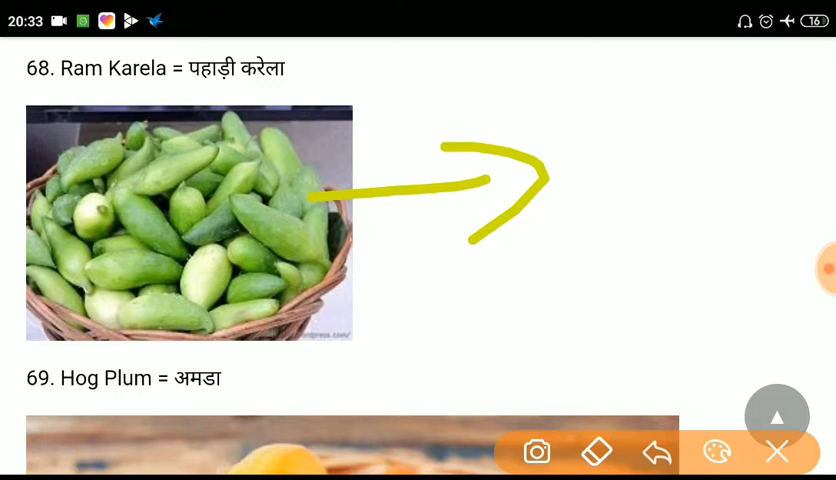 20:33
16
68. Ram Karela = पहाड़ी करेला
69. Hog Plum = अमडा